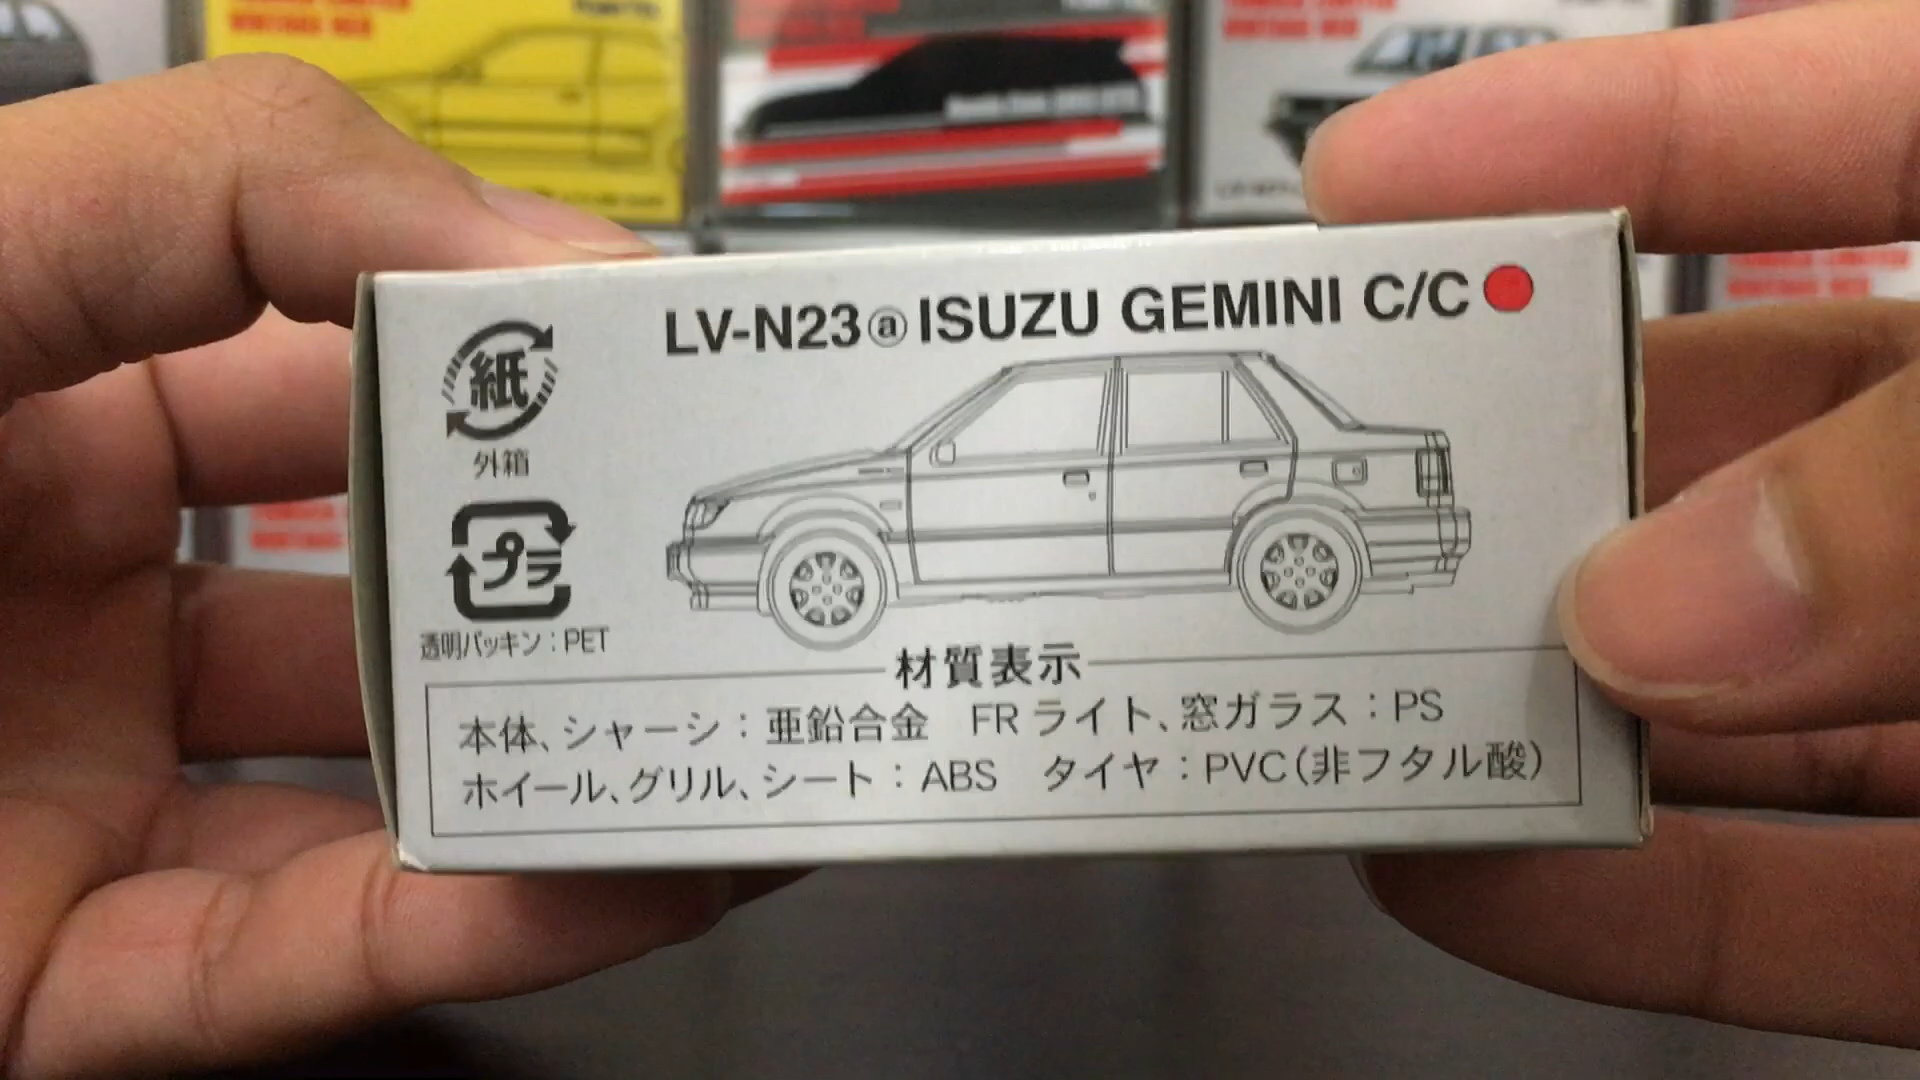 LV-N23ⓐ ISUZU GEMINI C/C
紙
外箱
プラ
透明パッキン：PET
材質表示
本体、シャーシ：亜鉛合金　FRライト、窓ガラス：PS
ホイール、グリル、シート：ABS　タイヤ：PVC（非フタル酸）